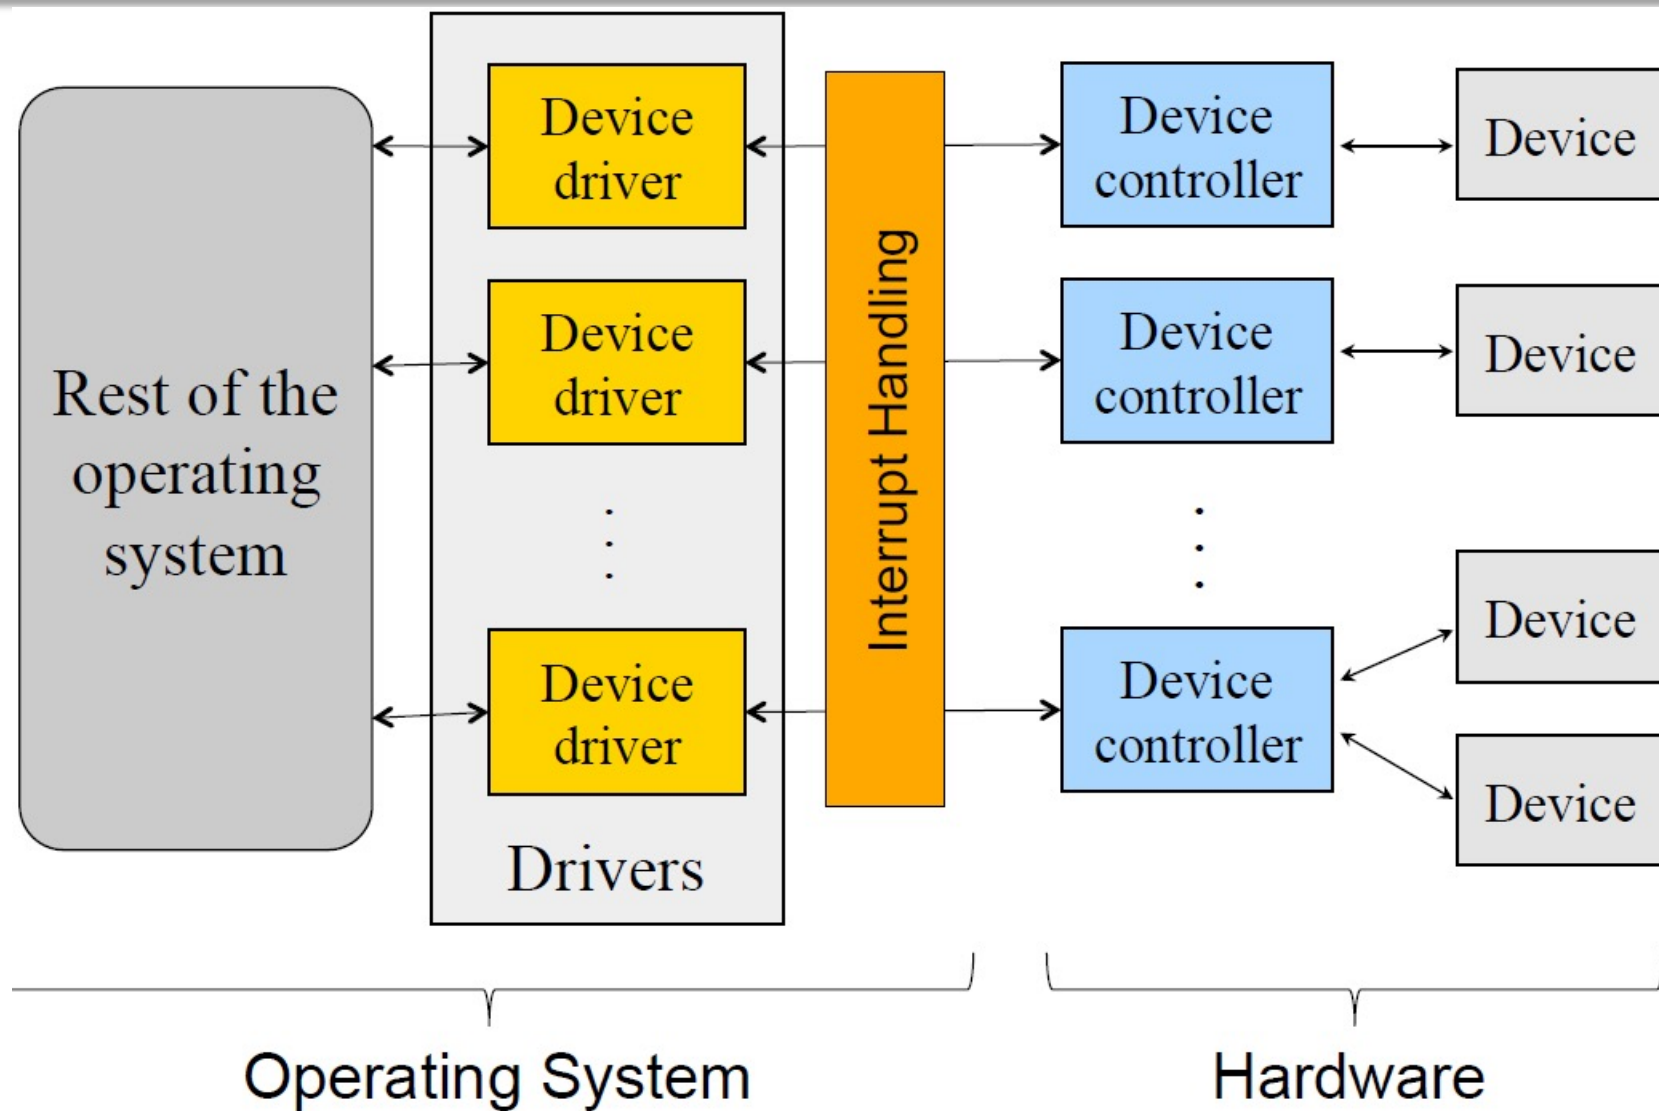 Rest of the
operating
system
Device
driver
Device
driver
.
.
.
Device
driver
Drivers
Interrupt Handling
Device
controller
Device
controller
.
.
.
Device
controller
Device
Device
Device
Device
Operating System
Hardware